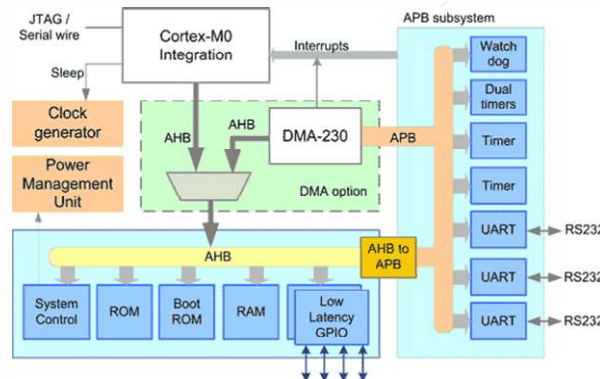 JTAG /
Serial wire
Cortex-M0
Integration
Interrupts
APB subsystem
Watch
dog
Sleep
Clock
generator
Dual
timers
AHB
AHB
DMA-230
APB
Timer
Power
Management
Unit
DMA option
Timer
UART
RS232
AHB
AHB to
APB
UART
RS232
System
Control
ROM
Boot
ROM
RAM
Low
Latency
GPIO
UART
RS232